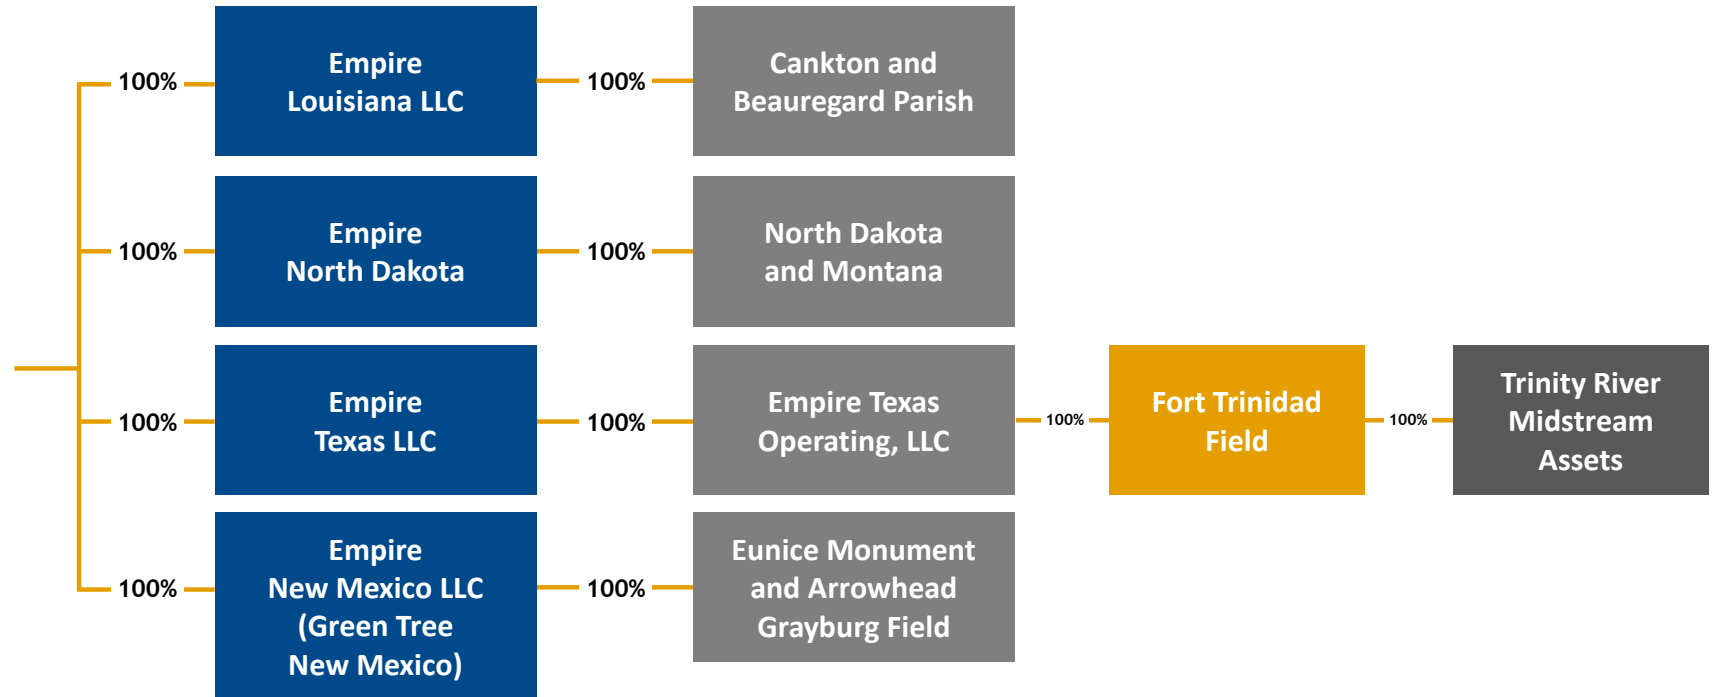 100%
Empire
Louisiana LLC
100%
Cankton and
Beauregard Parish
100%
Empire
North Dakota
100%
North Dakota
and Montana
100%
Empire
Texas LLC
100%
Empire Texas
Operating, LLC
100%
Fort Trinidad
Field
100%
Trinity River
Midstream
Assets
100%
Empire
New Mexico LLC
(Green Tree
New Mexico)
100%
Eunice Monument
and Arrowhead
Grayburg Field